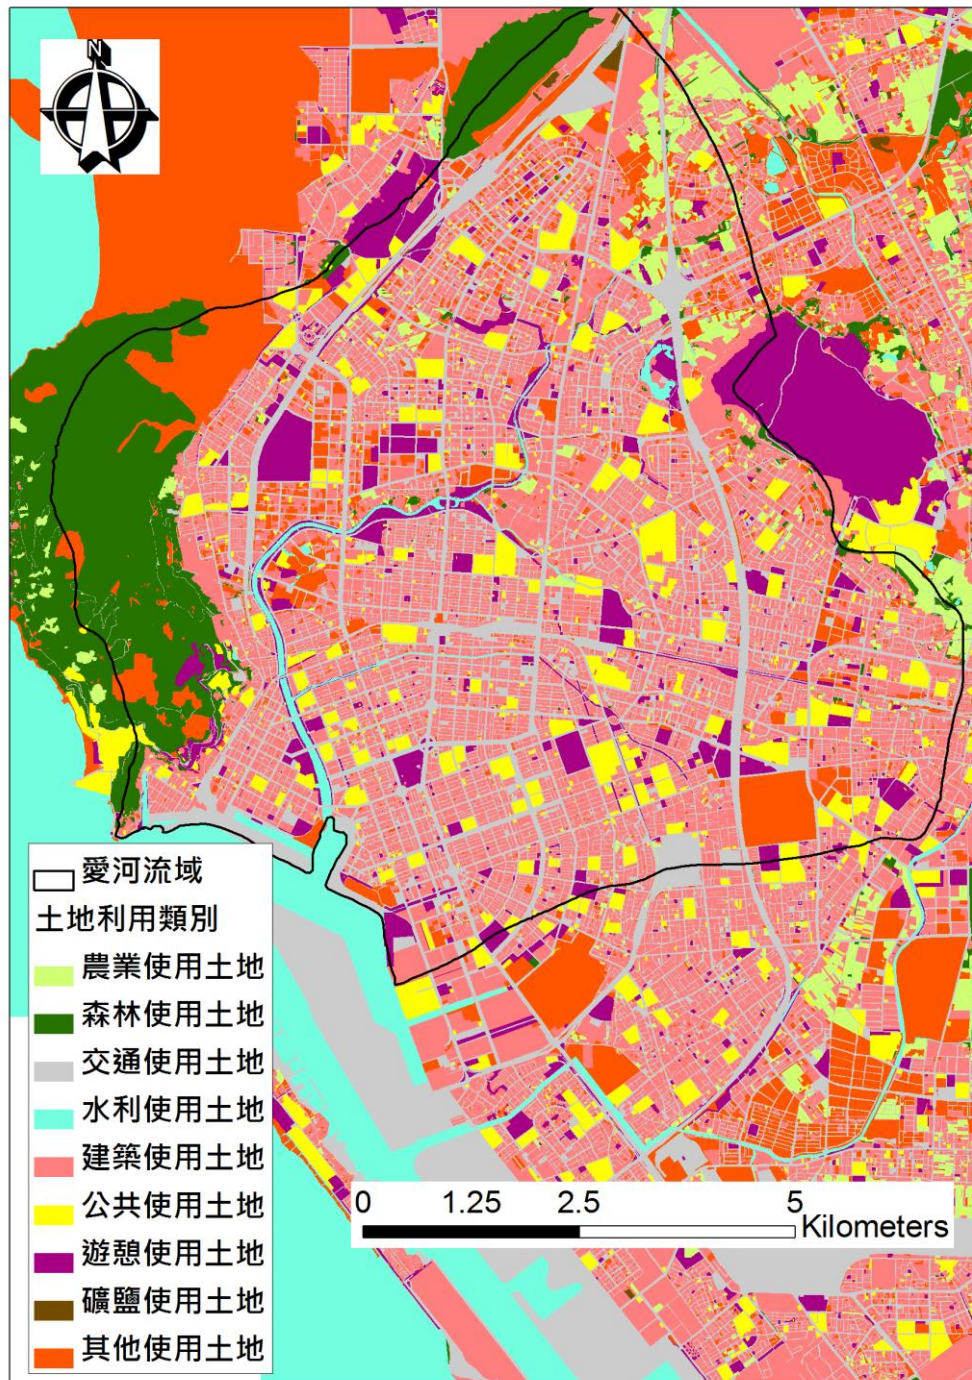 N
愛河流域
土地利用類別
農業使用土地
森林使用土地
交通使用土地
水利使用土地
建築使用土地
公共使用土地
遊憩使用土地
礦鹽使用土地
其他使用土地
0 1.25 2.5 5
Kilometers